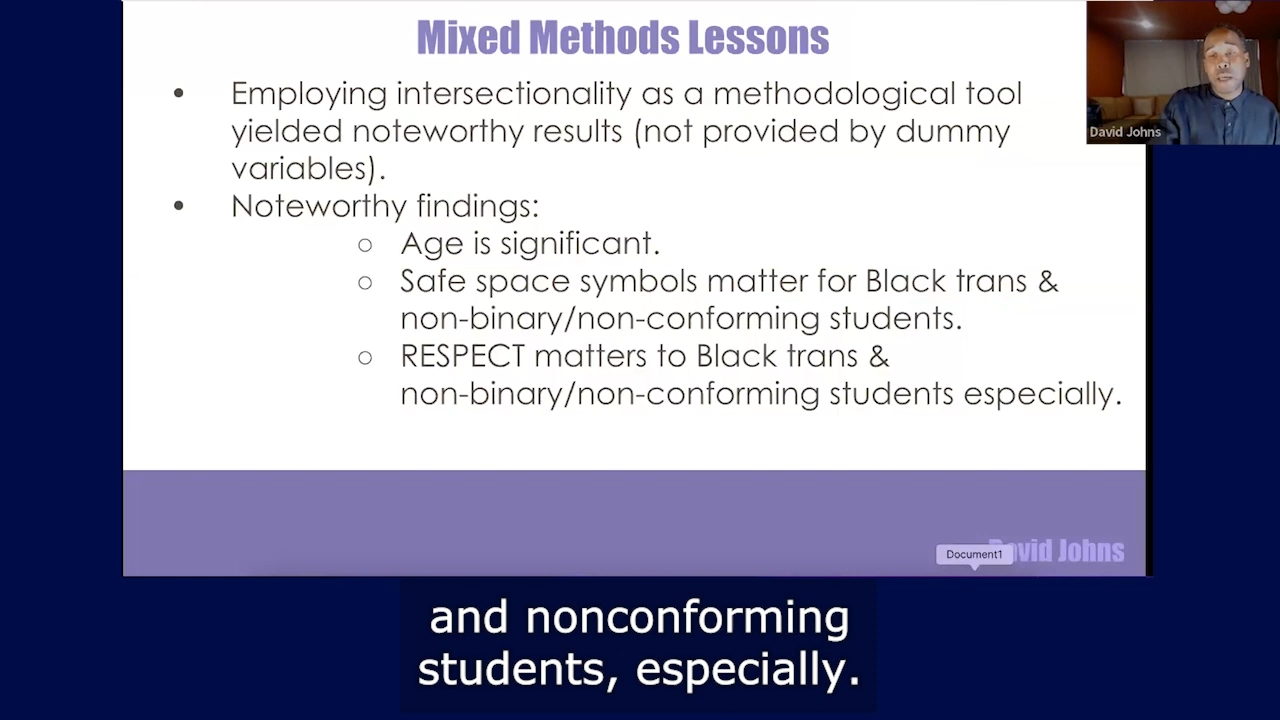 Mixed Methods Lessons
• Employing intersectionality as a methodological tool
yielded noteworthy results (not provided by dummy
variables).
• Noteworthy findings:
○ Age is significant.
○ Safe space symbols matter for Black trans &
non-binary/non-conforming students.
○ RESPECT matters to Black trans &
non-binary/non-conforming students especially.
David Johns
Document1
David Johns
and nonconforming
students, especially.